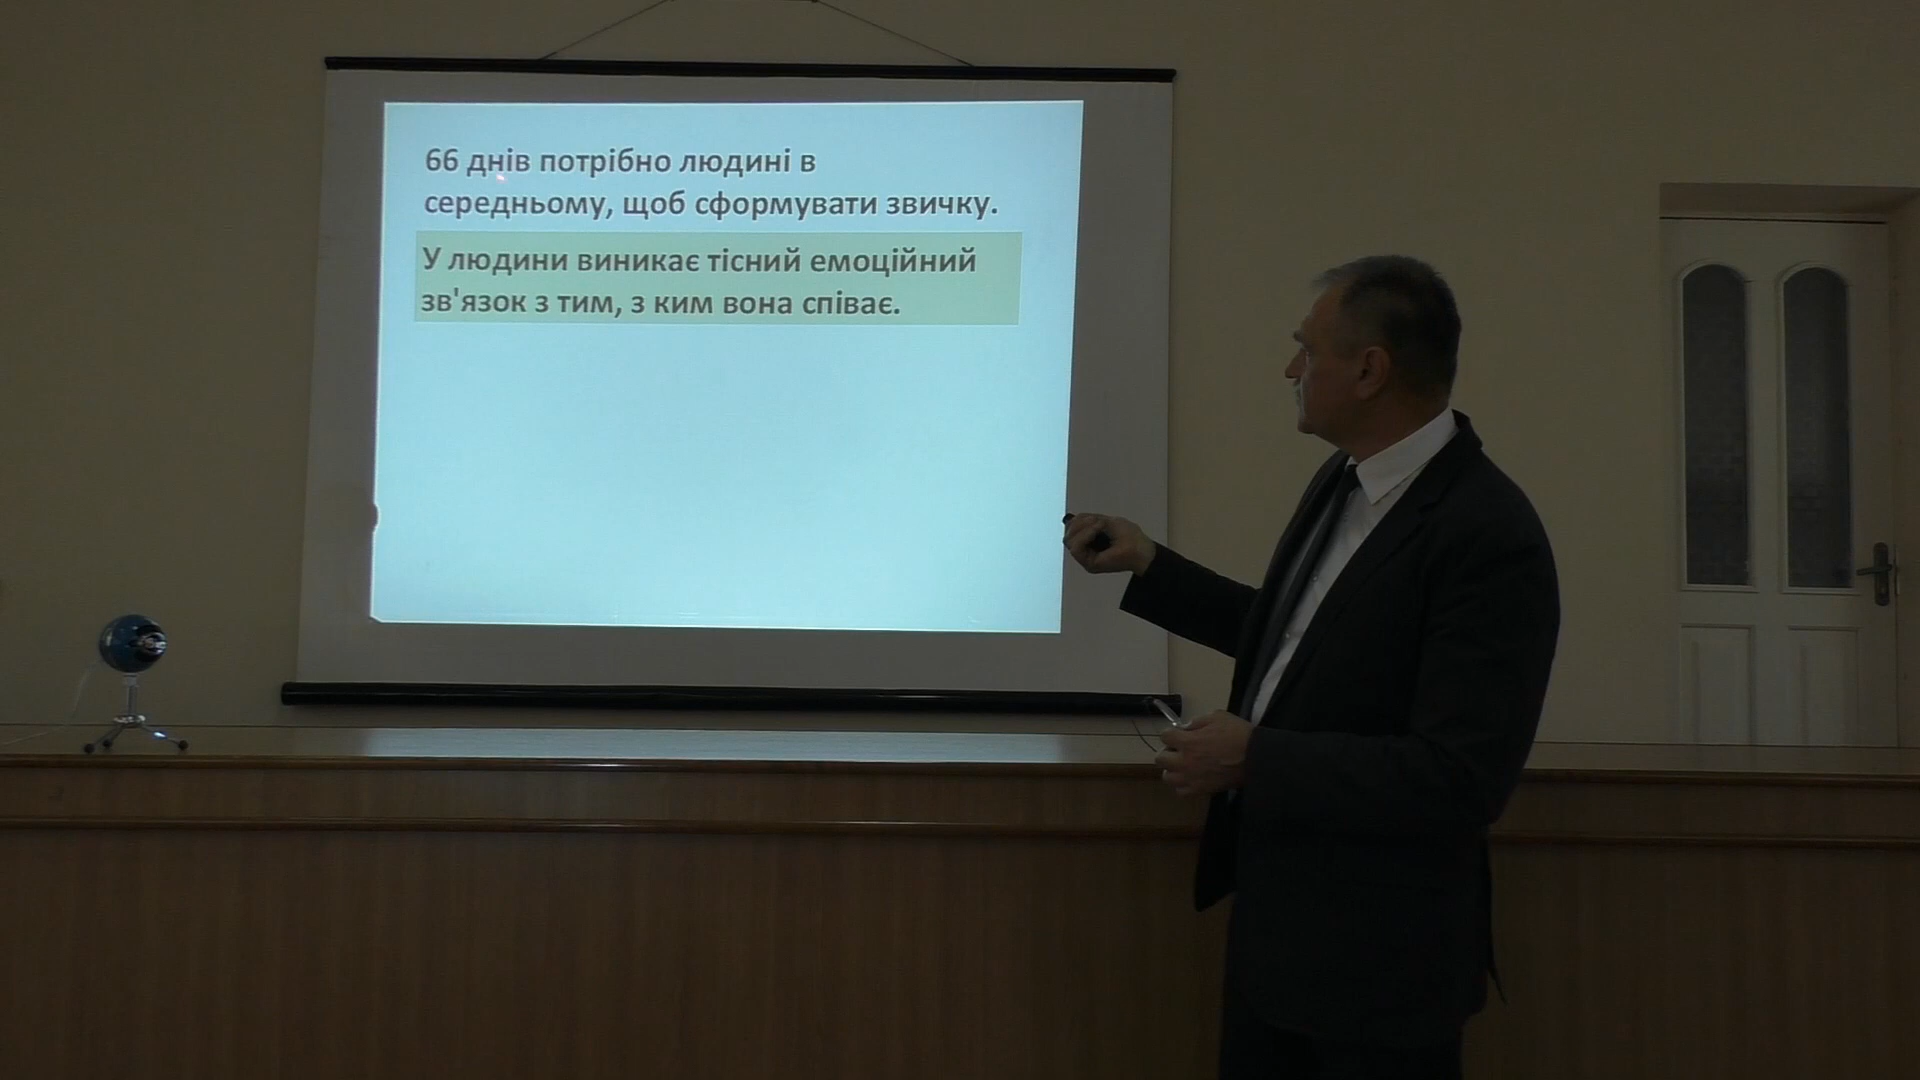 66 днів потрібно людині в
середньому, щоб сформувати звичку.
У людини виникає тісний емоційний
зв'язок з тим, з ким вона співає.